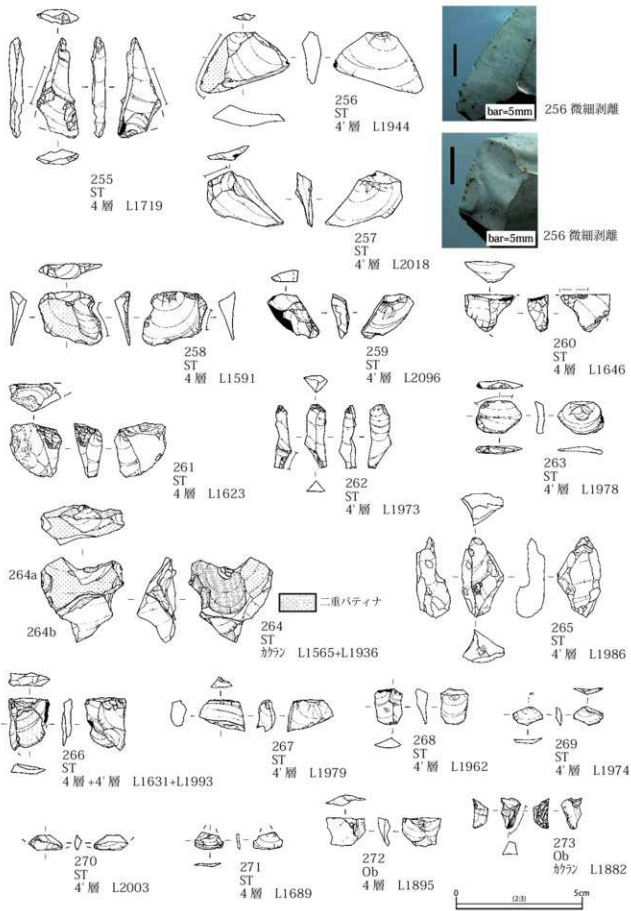 255
ST
4 層 L1719
256
ST
4' 層 L1944
bar=5mm
256 微細剥離
257
ST
4' 層 L2018
bar=5mm
256 微細剥離
258
ST
4 層 L1591
259
ST
4' 層 L2096
260
ST
4 層 L1646
261
ST
4 層 L1623
262
ST
4' 層 L1973
263
ST
4' 層 L1978
264a
264b
264
ST
カクラン L1565+L1936
二重パティナ
265
ST
4' 層 L1986
266
ST
4 層 +4' 層 L1631+L1993
267
ST
4' 層 L1979
268
ST
4' 層 L1962
269
ST
4' 層 L1974
270
ST
4' 層 L2003
271
ST
4 層 L1689
272
Ob
4 層 L1895
273
Ob
カクラン L1882
0 (2:3) 5cm